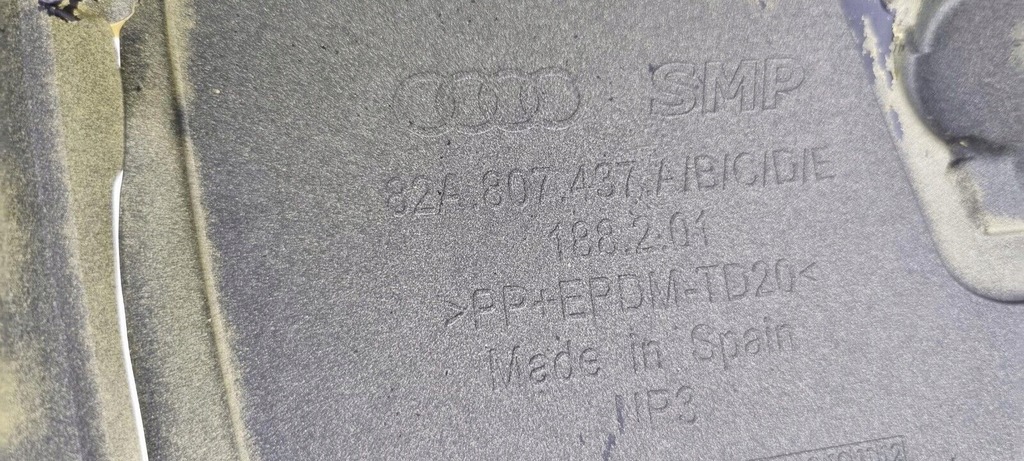 SMP
82A.807.437.A/B/C/D/E
188.2-01
>PP+EPDM-TD20<
Made in Spain
NP3